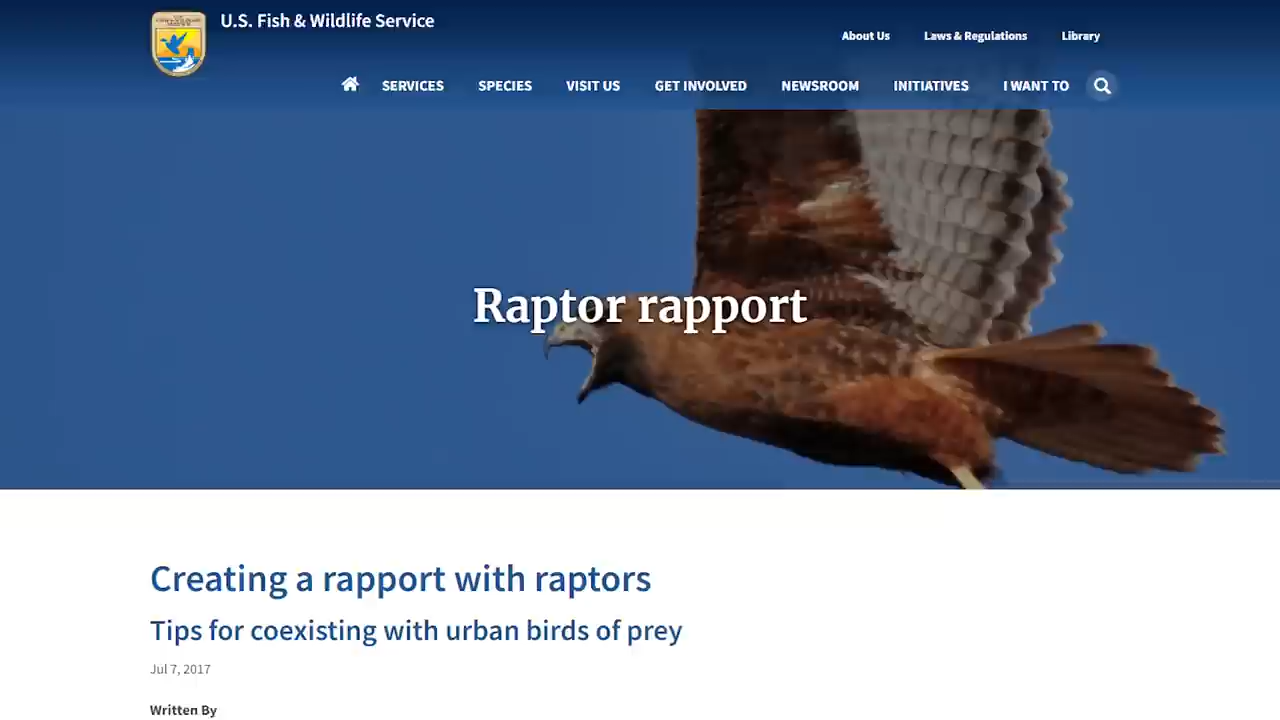 U.S. Fish & Wildlife Service
About Us Laws & Regulations Library
SERVICES SPECIES VISIT US GET INVOLVED NEWSROOM INITIATIVES I WANT TO
Raptor rapport
Creating a rapport with raptors
Tips for coexisting with urban birds of prey
Jul 7, 2017
Written By